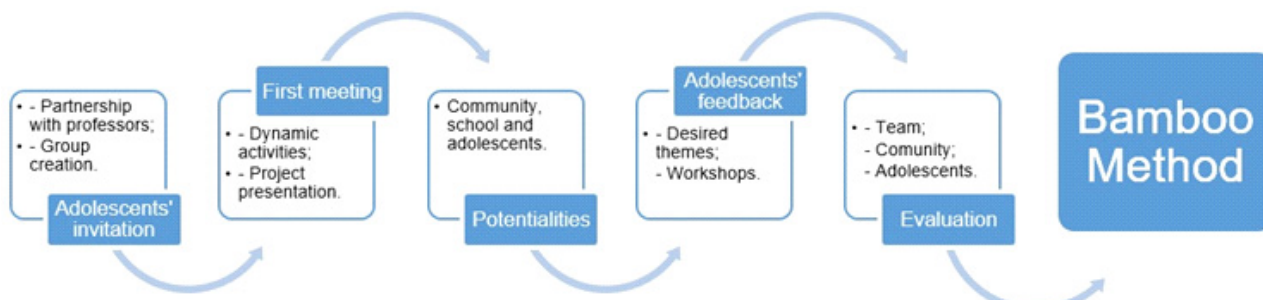 • - Partnership
with professors;
• - Group
creation.
Adolescents'
invitation
First meeting
• - Dynamic
activities;
• - Project
presentation.
• Community,
school and
adolescents.
Potentialities
Adolescents'
feedback
• - Desired
themes;
- Workshops.
• - Team;
- Comunity;
- Adolescents.
Evaluation
Bamboo
Method